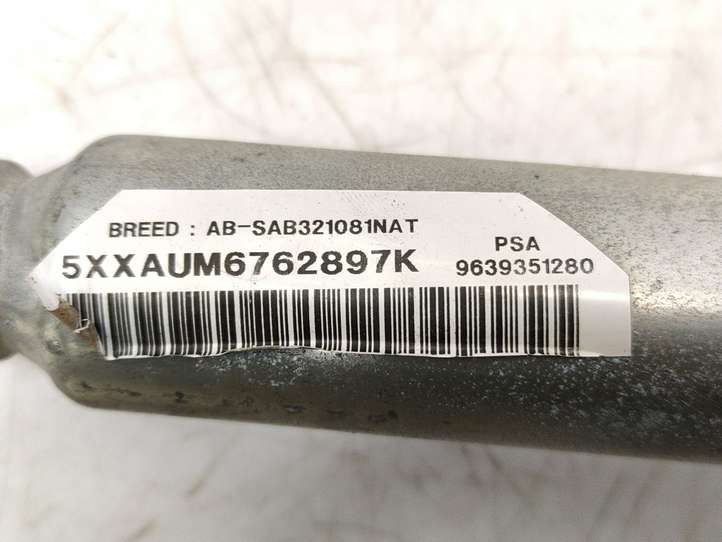 BREED : AB-SAB321081NAT
5XXAUM6762897K
PSA
9639351280